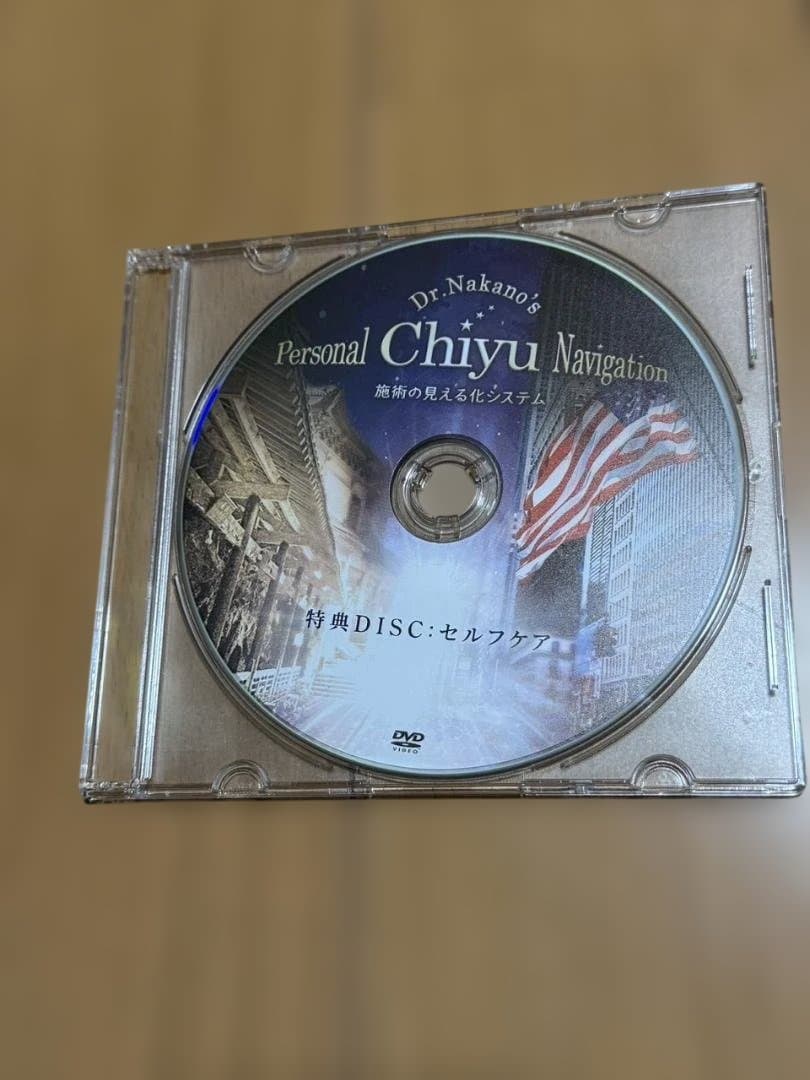 Dr.Nakano's
Personal Chiyu Navigation
施術の見える化システム
特典DISC:セルフケア
DVD
VIDEO